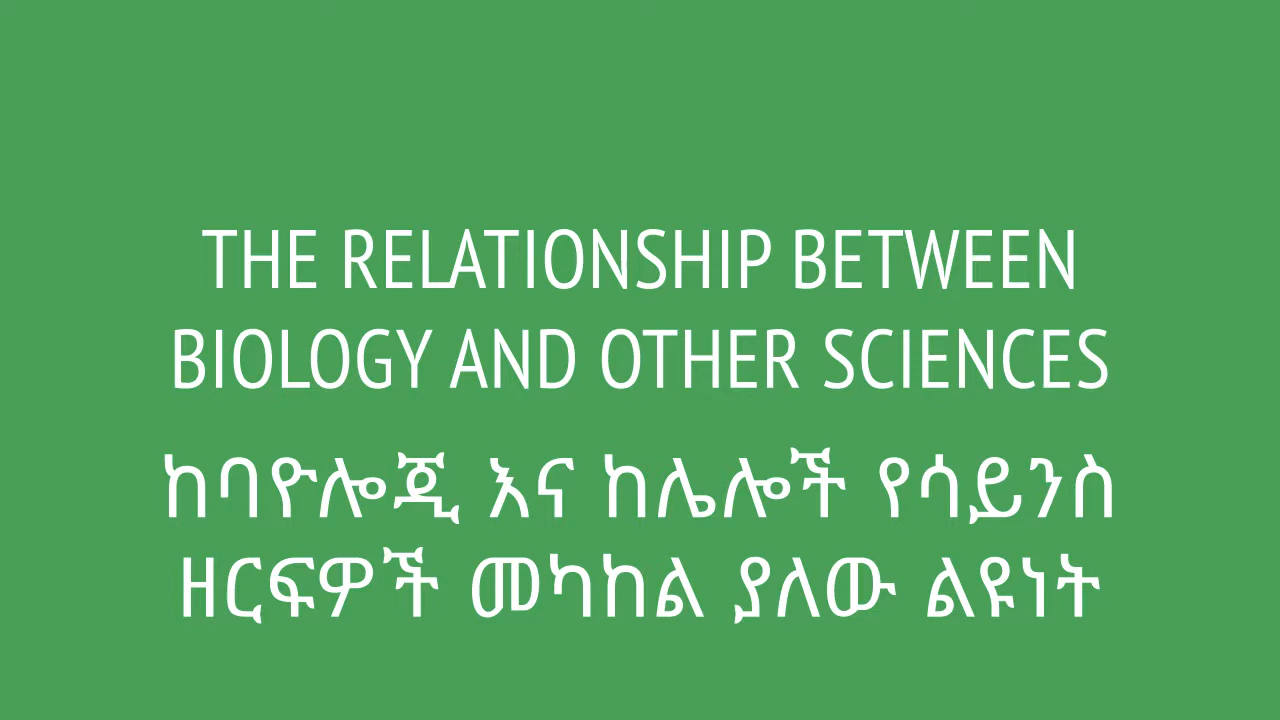 THE RELATIONSHIP BETWEEN
BIOLOGY AND OTHER SCIENCES
ከባዮሎጂ እና ከሌሎች የሳይንስ
ዘርፍዎች መካከል ያለው ልዩነት